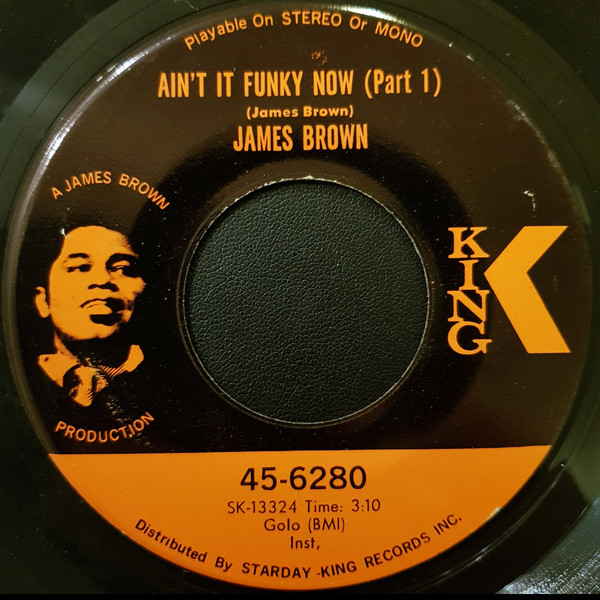 Playable On STEREO Or MONO
AIN'T IT FUNKY NOW (Part 1)
(James Brown)
JAMES BROWN
A JAMES BROWN
PRODUCTION
KING
45-6280
SK-13324 Time: 3:10
Golo (BMI)
Inst,
Distributed By STARDAY-KING RECORDS INC.